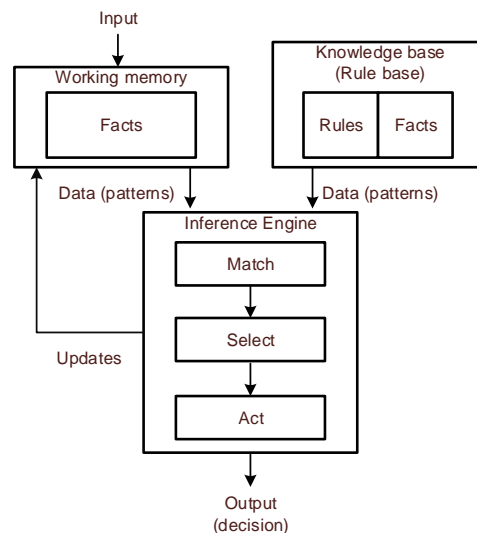 Input
Working memory
Facts
Knowledge base
(Rule base)
Rules
Facts
Data (patterns)
Data (patterns)
Inference Engine
Match
Select
Act
Updates
Output
(decision)